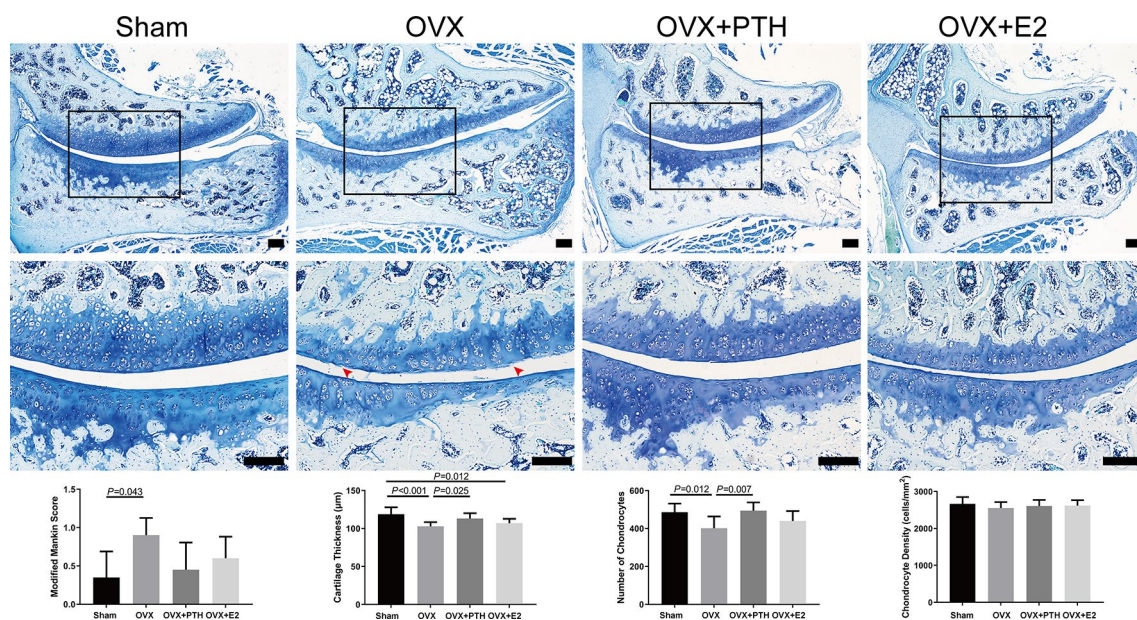 Sham
OVX
OVX+PTH
OVX+E2
Modified Mankin Score
1.5
1.0
0.5
0.0
P=0.043
Sham
OVX
OVX+PTH
OVX+E2
Cartilage Thickness (μm)
150
100
50
0
P=0.012
P<0.001
P=0.025
Sham
OVX
OVX+PTH
OVX+E2
Number of Chondrocytes
800
600
400
200
0
P=0.012
P=0.007
Sham
OVX
OVX+PTH
OVX+E2
Chondrocyte Density (cells/mm²)
3000
2000
1000
0
Sham
OVX
OVX+PTH
OVX+E2